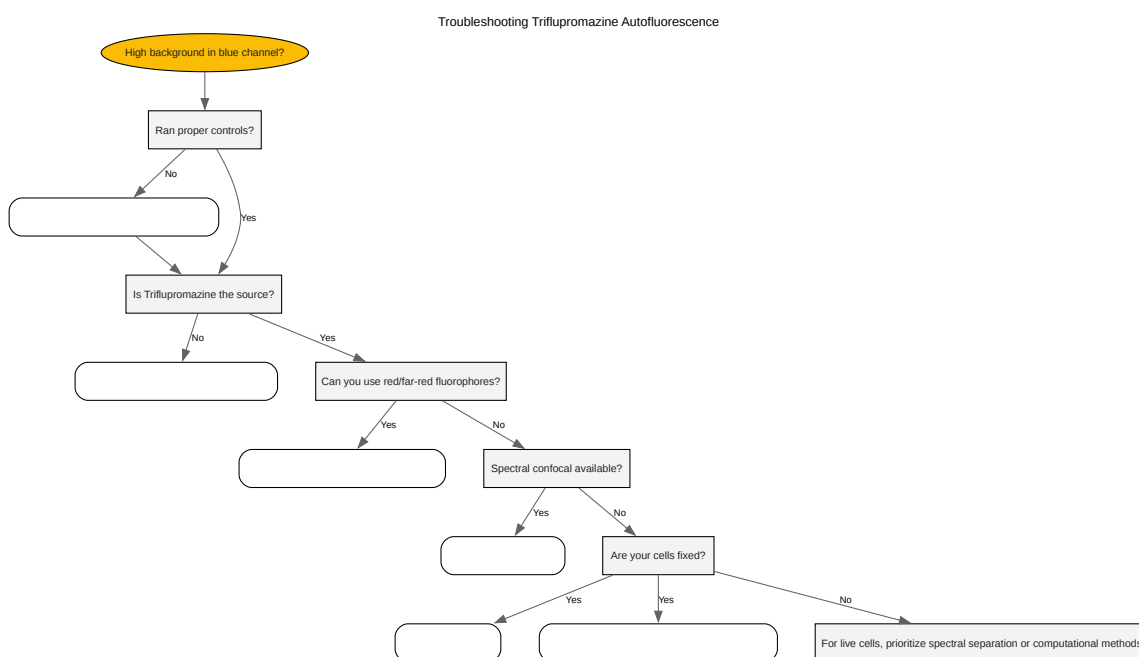 Troubleshooting Triflupromazine Autofluorescence
High background in blue channel?
Ran proper controls?
No
Yes
Is Triflupromazine the source?
No
Yes
Can you use red/far-red fluorophores?
Yes
No
Spectral confocal available?
Yes
No
Are your cells fixed?
Yes
Yes
No
For live cells, prioritize spectral separation or computational methods